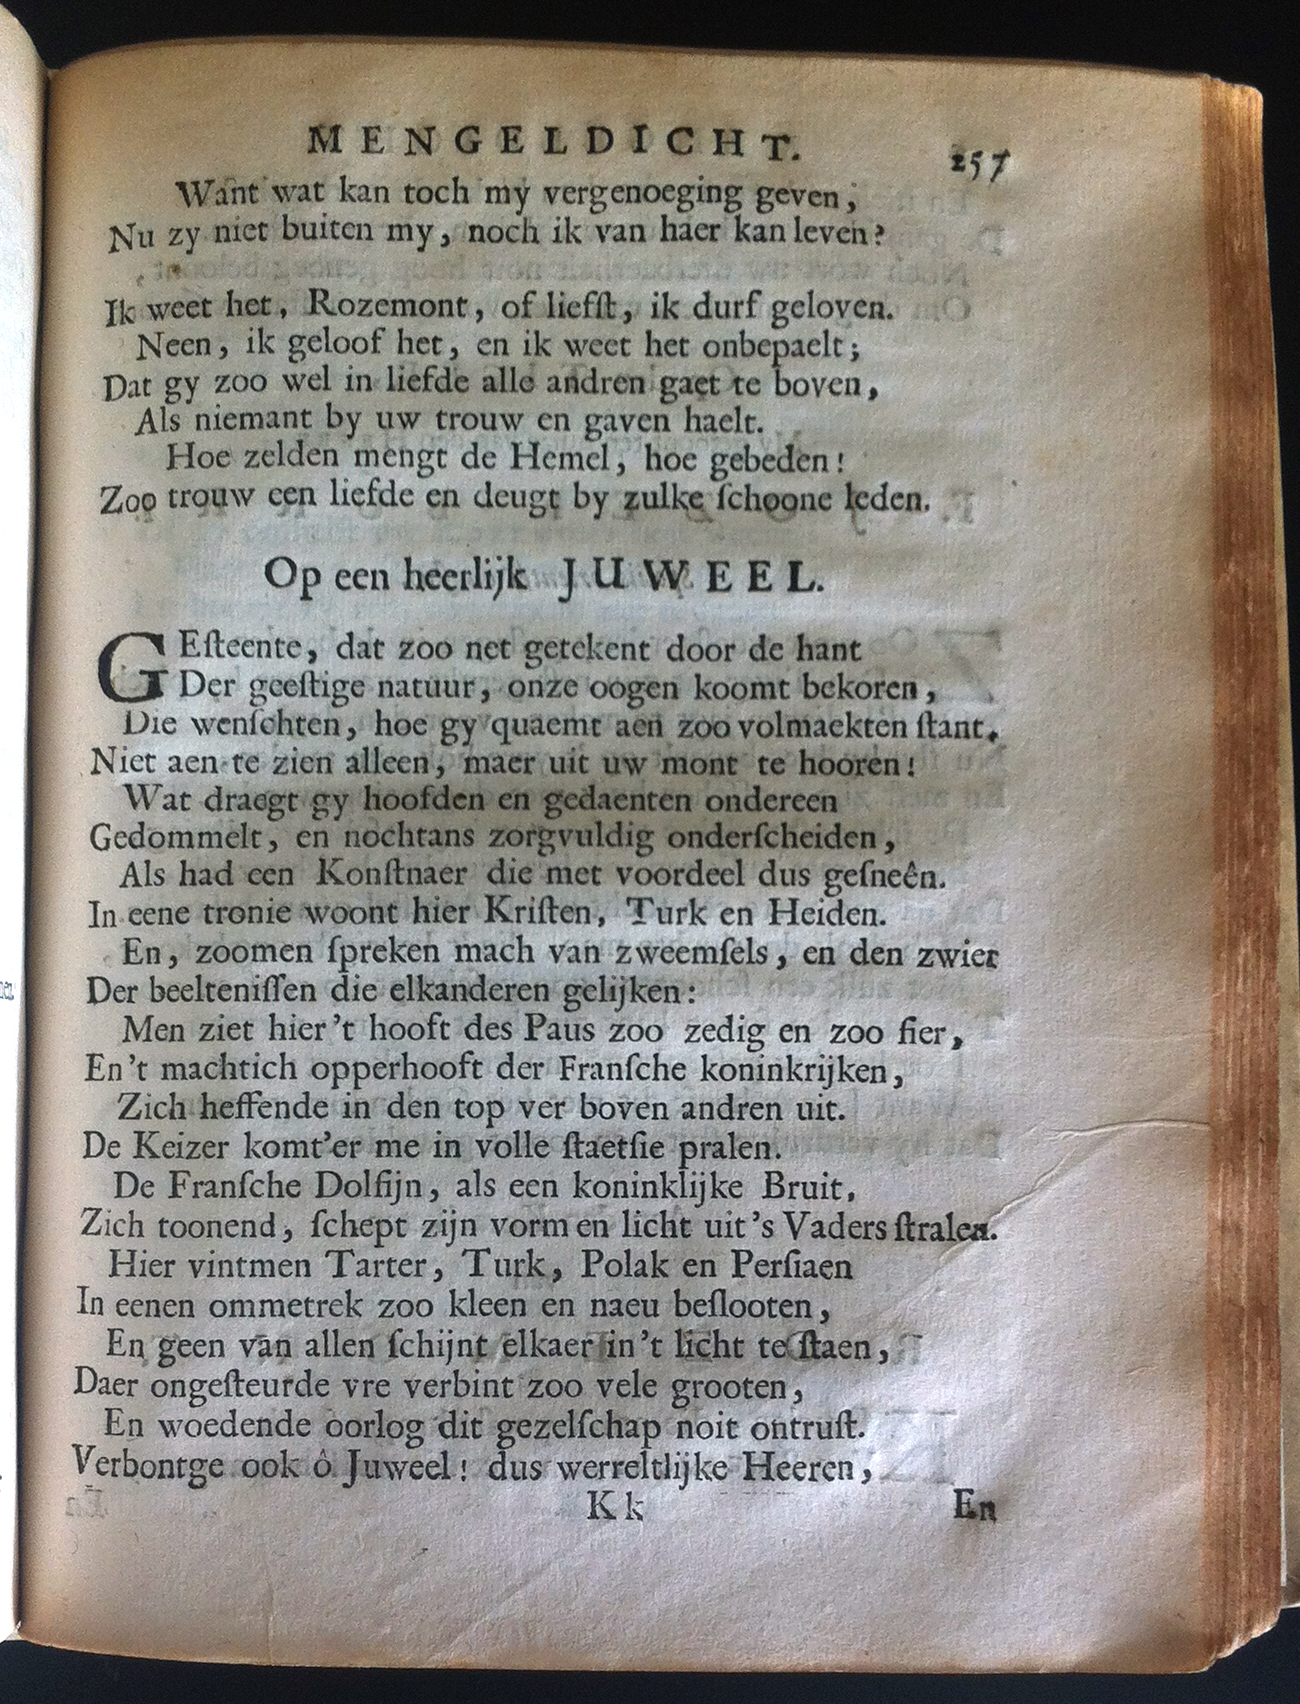 MENGELDICHT. 257
Want wat kan toch my vergenoeging geven,
Nu zy niet buiten my, noch ik van haer kan leven?
Ik weet het, Rozemont, of liefſt, ik durf geloven.
Neen, ik geloof het, en ik weet het onbepaelt;
Dat gy zoo wel in liefde alle andren gaet te boven,
Als niemant by uw trouw en gaven haelt.
Hoe zelden mengt de Hemel, hoe gebeden!
Zoo trouw een liefde en deugt by zulke ſchoone leden.
Op een heerlijk JUWEEL.
GEſteente, dat zoo net getekent door de hant
Der geeſtige natuur, onze oogen koomt bekoren,
Die wenſchten, hoe gy quaemt aen zoo volmaekten ſtant,
Niet aen te zien alleen, maer uit uw mont te hooren!
Wat draegt gy hoofden en gedaenten ondereen
Gedommelt, en nochtans zorgvuldig onderſcheiden,
Als had een Konſtnaer die met voordeel dus geſneên.
In eene tronie woont hier Kriſten, Turk en Heiden.
En, zoomen ſpreken mach van zweemſels, en den zwier
Der beelteniſſen die elkanderen gelijken:
Men ziet hier 't hooft des Paus zoo zedig en zoo fier,
En 't machtich opperhooft der Franſche koninkrijken,
Zich heffende in den top ver boven andren uit.
De Keizer komt'er me in volle ſtaetſie pralen.
De Franſche Dolfijn, als een koninklijke Bruit,
Zich toonend, ſchept zijn vorm en licht uit 's Vaders ſtralen.
Hier vintmen Tarter, Turk, Polak en Perſiaen
In eenen ommetrek zoo kleen en naeu beſlooten,
En geen van allen ſchijnt elkaer in 't licht te ſtaen,
Daer ongeſteurde vre verbint zoo vele grooten,
En woedende oorlog dit gezelſchap noit ontruſt.
Verbontge ook ô Juweel! dus werreltlijke Heeren,
Kk En